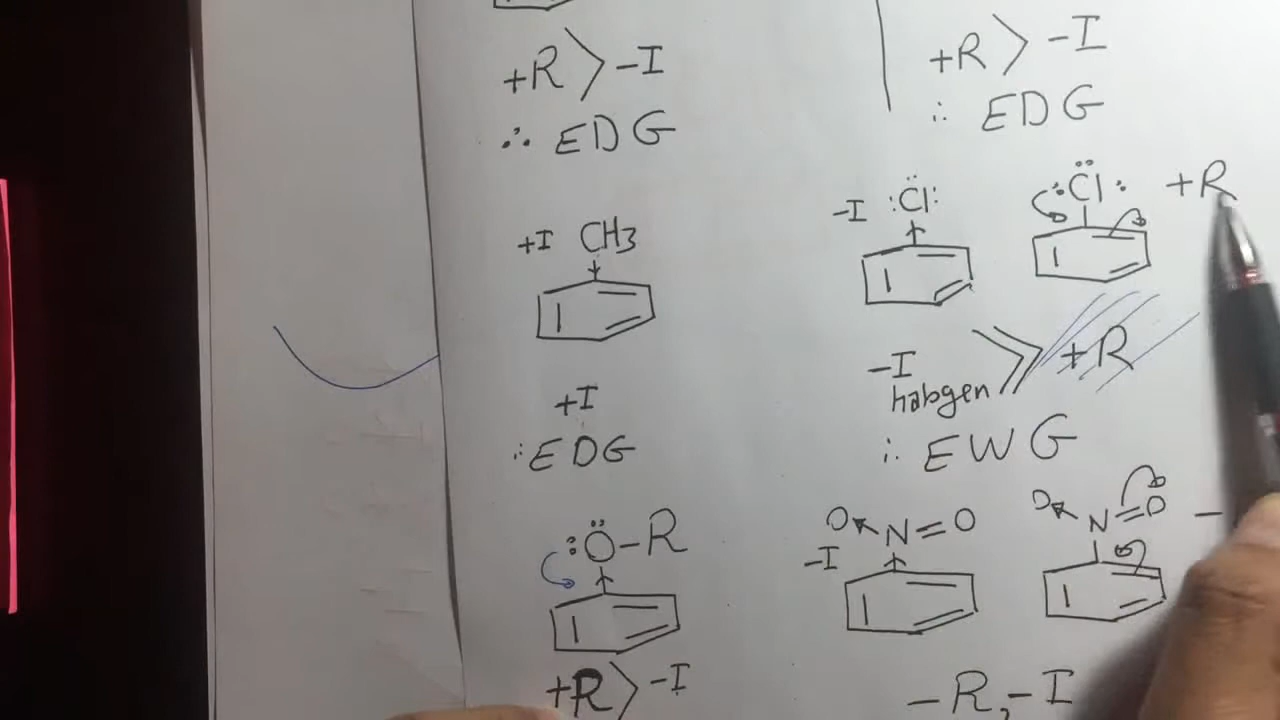 +R > -I
∴ EDG
+R > -I
∴ EDG
+I CH3
+I
∴ EDG
-I :Cl:
:Cl: +R
-I > +R
halogen
∴ EWG
:O-R
+R > -I
O N=O
-I
O N=O -
-R, -I